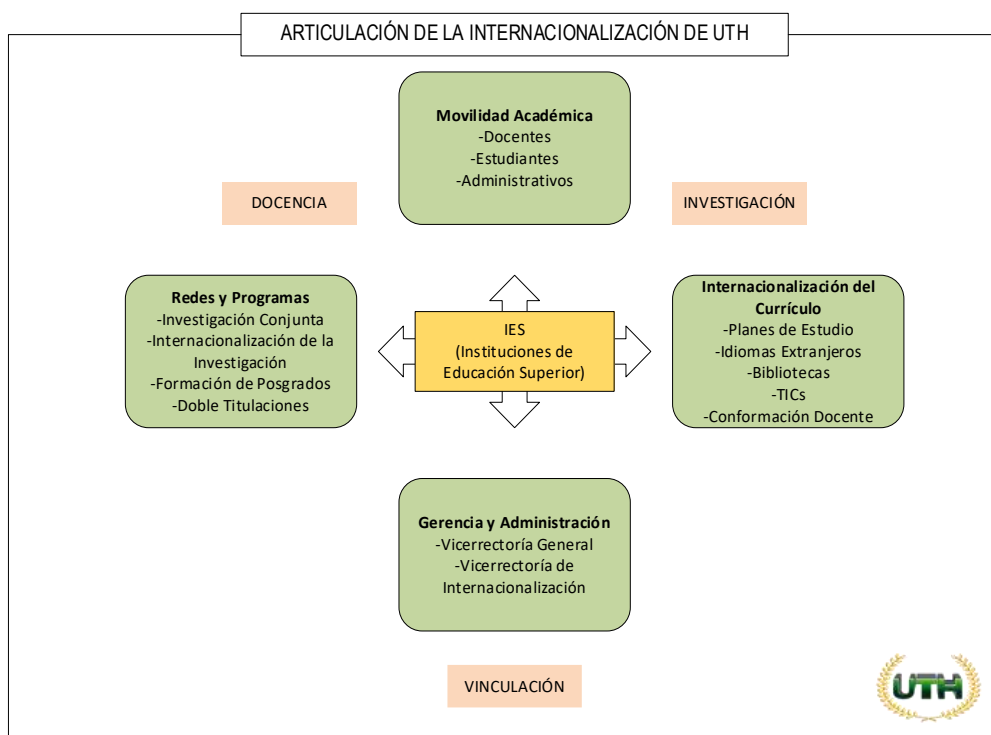 ARTICULACIÓN DE LA INTERNACIONALIZACIÓN DE UTH
Movilidad Académica
-Docentes
-Estudiantes
-Administrativos
DOCENCIA
INVESTIGACIÓN
Redes y Programas
-Investigación Conjunta
-Internacionalización de la
Investigación
-Formación de Posgrados
-Doble Titulaciones
IES
(Instituciones de
Educación Superior)
Internacionalización del
Currículo
-Planes de Estudio
-Idiomas Extranjeros
-Bibliotecas
-TICs
-Conformación Docente
Gerencia y Administración
-Vicerrectoría General
-Vicerrectoría de
Internacionalización
VINCULACIÓN
UTH